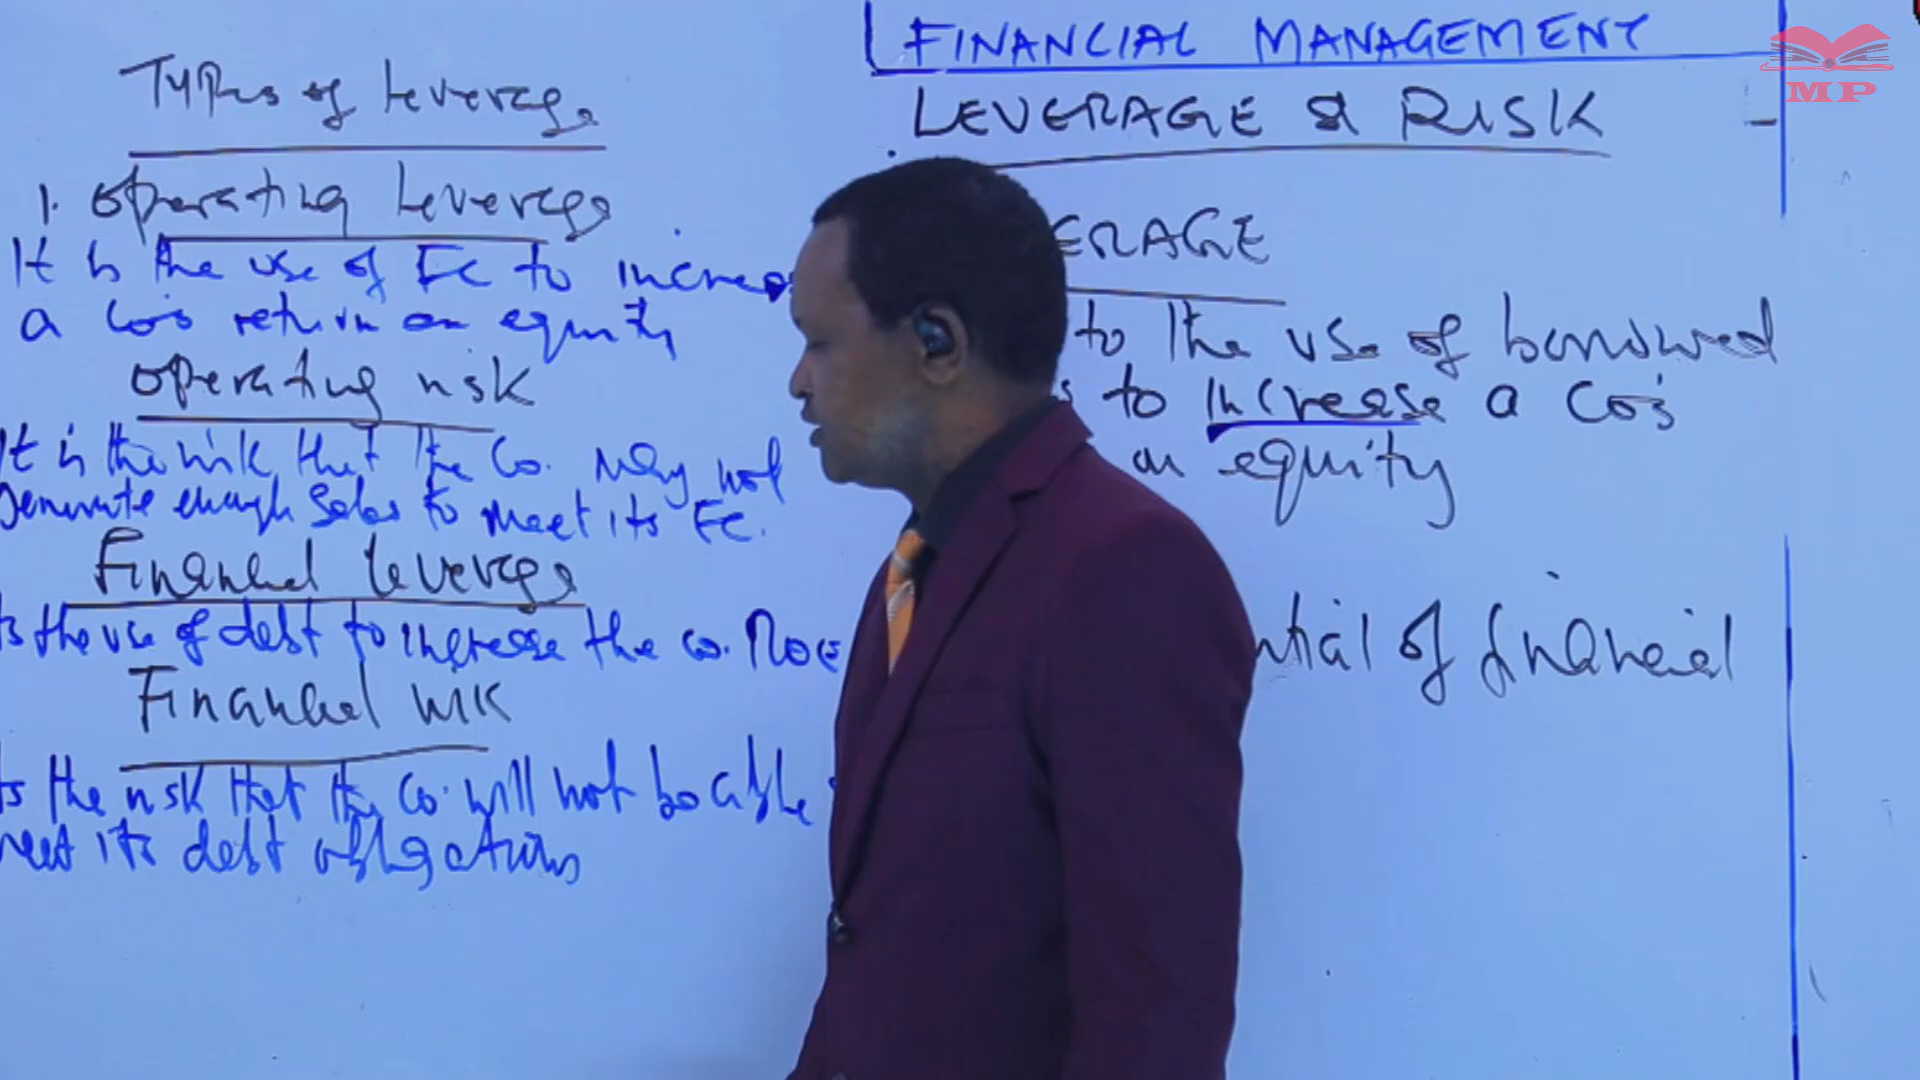 Types of Leverage
1. Operating Leverage
It is the use of FC to increas
a Co's return on equity
Operating risk
It is the risk that the Co. may not
Generate enough Sales to meet its FC.
Financial Leverage
Is the use of debt to increase the co. ROE
Financial risk
Is the risk that the Co. will not be able
meet its debt obligations
FINANCIAL MANAGEMENT
LEVERAGE & RISK
ERAGE
to the use of borrowed
s to increase a Co's
on equity
ntial of financial
MP